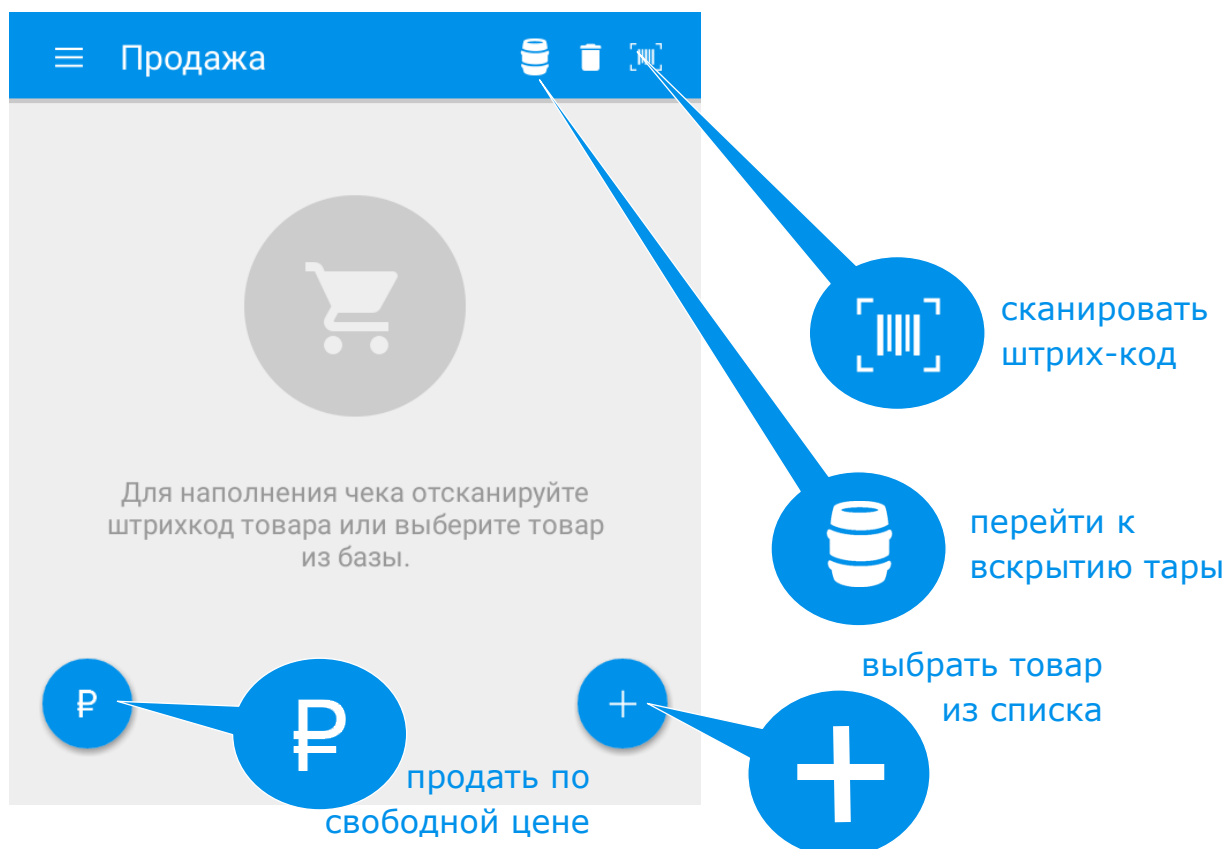 Продажа
сканировать
штрих-код
Для наполнения чека отсканируйте
штрихкод товара или выберите товар
из базы.
перейти к
вскрытию тары
выбрать товар
из списка
₽
₽
+
+
продать по
свободной цене